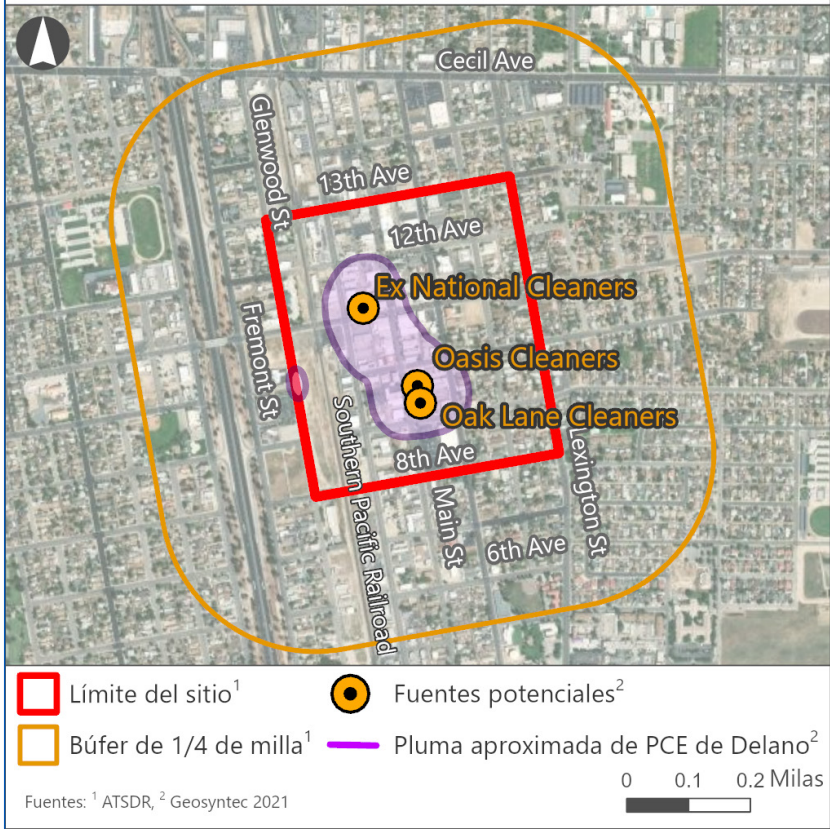 Cecil Ave
Glenwood St
13th Ave
12th Ave
Ex National Cleaners
Fremont St
Oasis Cleaners
Oak Lane Cleaners
Southern Pacific Railroad
8th Ave
Main St
Lexington St
6th Ave
Límite del sitio¹
Fuentes potenciales²
Búfer de 1/4 de milla¹
Pluma aproximada de PCE de Delano²
0 0.1 0.2 Milas
Fuentes: ¹ ATSDR, ² Geosyntec 2021